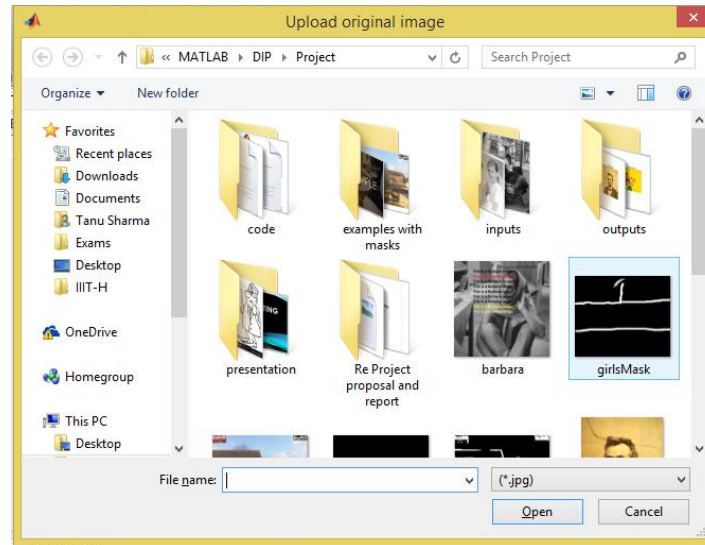 Upload original image
« MATLAB ▸ DIP ▸ Project
Search Project
Organize
New folder
Favorites
Recent places
Downloads
Documents
Tanu Sharma
Exams
Desktop
IIIT-H
OneDrive
Homegroup
This PC
Desktop
code
examples with
masks
inputs
outputs
presentation
Re Project
proposal and
report
barbara
girlsMask
File name:
(*.jpg)
Open
Cancel